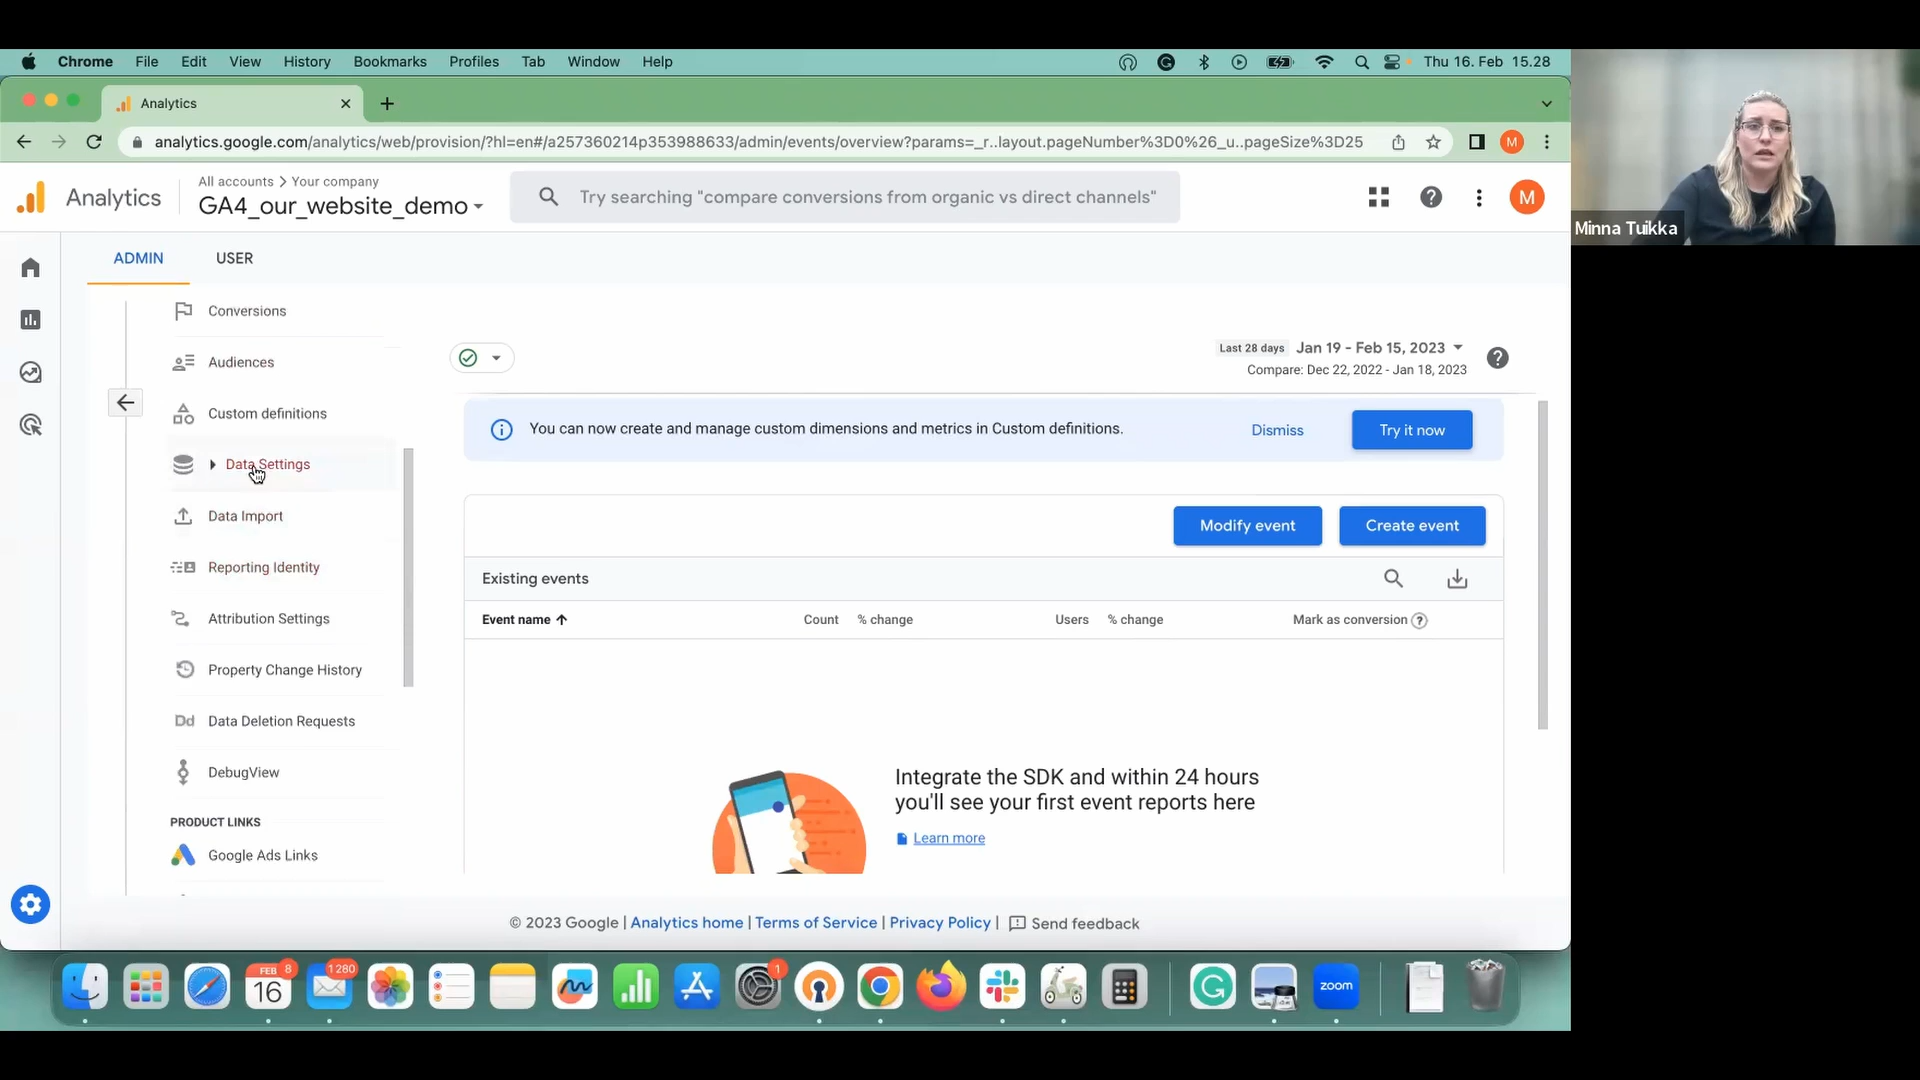 Chrome File Edit View History Bookmarks Profiles Tab Window Help Thu 16. Feb 15.28
Analytics
analytics.google.com/analytics/web/provision/?hl=en#/a257360214p353988633/admin/events/overview?params=_r..layout.pageNumber%3D0%26_u..pageSize%3D25
M
Analytics
All accounts > Your company
GA4_our_website_demo
Try searching "compare conversions from organic vs direct channels"
M
Minna Tuikka
ADMIN USER
Conversions
Audiences
Custom definitions
Data Settings
Data Import
Reporting Identity
Attribution Settings
Property Change History
Dd Data Deletion Requests
DebugView
PRODUCT LINKS
Google Ads Links
Last 28 days Jan 19 - Feb 15, 2023
Compare: Dec 22, 2022 - Jan 18, 2023
You can now create and manage custom dimensions and metrics in Custom definitions.
Dismiss
Try it now
Modify event
Create event
Existing events
Event name Count % change Users % change Mark as conversion
Integrate the SDK and within 24 hours
you'll see your first event reports here
Learn more
© 2023 Google | Analytics home | Terms of Service | Privacy Policy | Send feedback
FEB 8
16
1 280
1
zoom